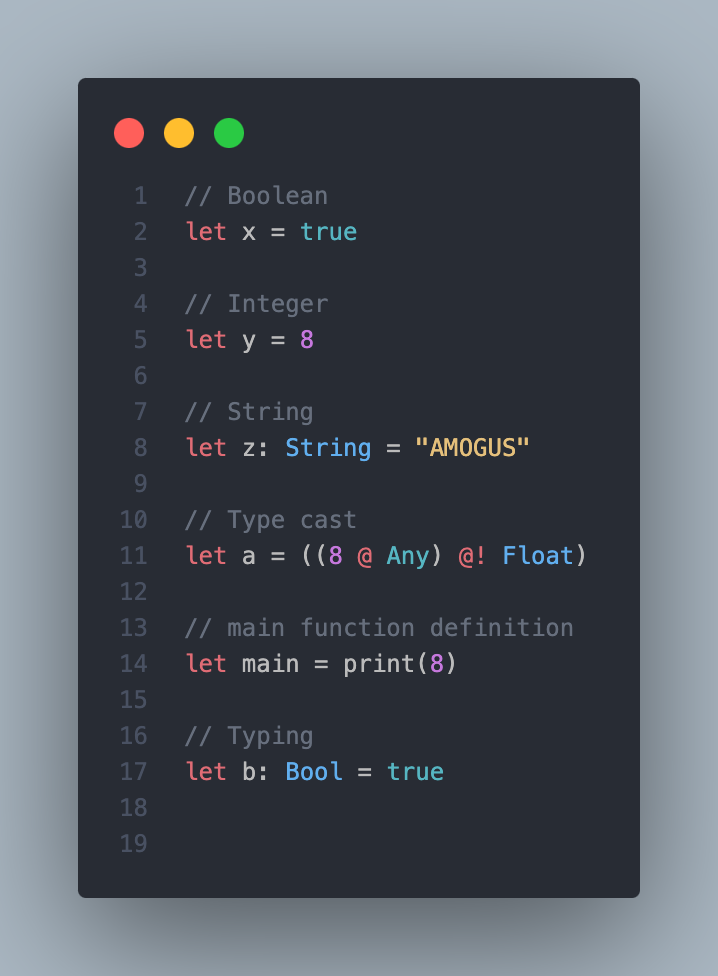 1 // Boolean
2 let x = true
3
4 // Integer
5 let y = 8
6
7 // String
8 let z: String = "AMOGUS"
9
10 // Type cast
11 let a = ((8 @ Any) @! Float)
12
13 // main function definition
14 let main = print(8)
15
16 // Typing
17 let b: Bool = true
18
19